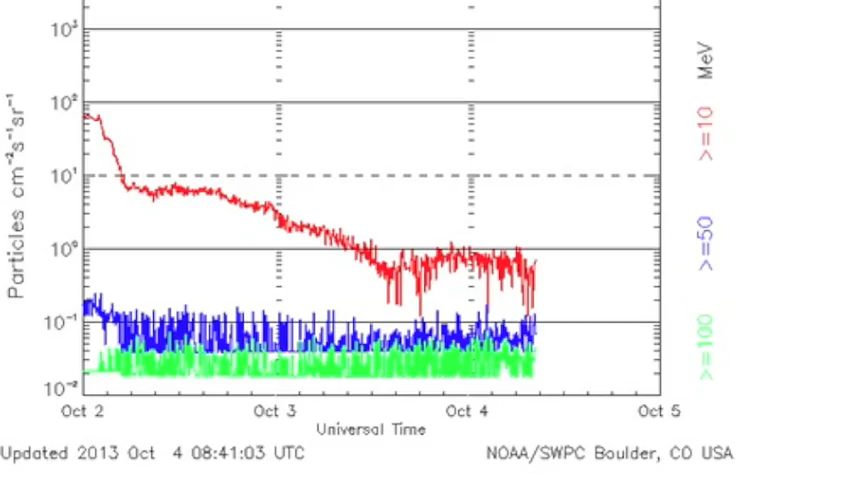 10³
10²
10¹
10⁰
10⁻¹
10⁻²
Particles cm⁻²s⁻¹sr⁻¹
Oct 2 Oct 3 Oct 4 Oct 5
Universal Time
>=10 MeV
>=50
>=100
Updated 2013 Oct 4 08:41:03 UTC NOAA/SWPC Boulder, CO USA